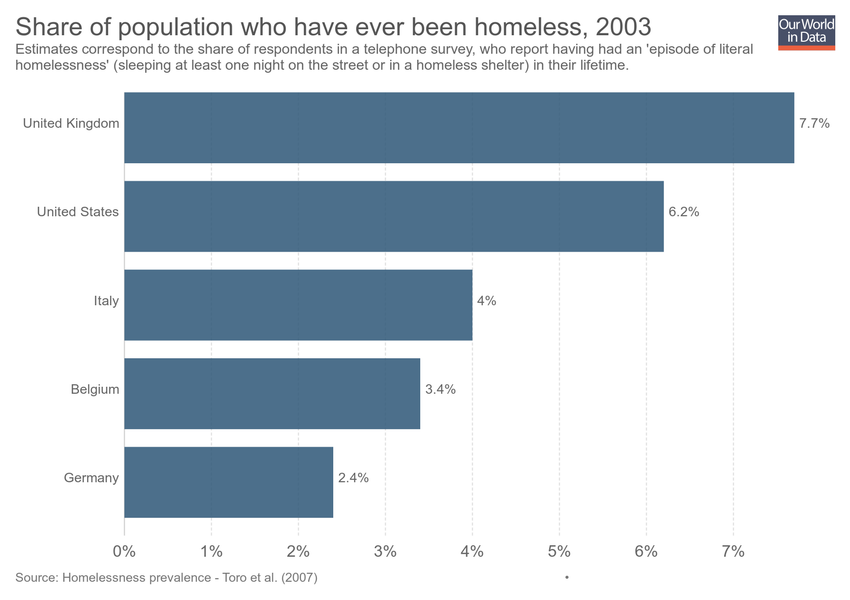 Share of population who have ever been homeless, 2003
Our World
in Data
Estimates correspond to the share of respondents in a telephone survey, who report having had an 'episode of literal
homelessness' (sleeping at least one night on the street or in a homeless shelter) in their lifetime.
United Kingdom 7.7%
United States 6.2%
Italy 4%
Belgium 3.4%
Germany 2.4%
0% 1% 2% 3% 4% 5% 6% 7%
Source: Homelessness prevalence - Toro et al. (2007) •